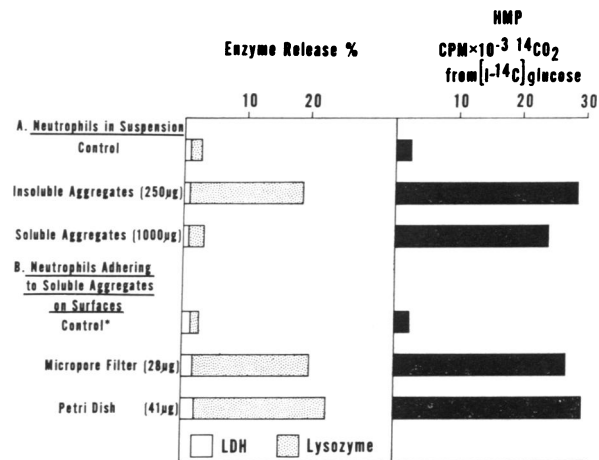 HMP
Enzyme Release %
CPM×10⁻³ ¹⁴CO₂
from[I-¹⁴C]glucose
10 20 10 20 30
A. Neutrophils in Suspension
Control
Insoluble Aggregates (250µg)
Soluble Aggregates (1000µg)
B. Neutrophils Adhering
to Soluble Aggregates
on Surfaces
Control*
Micropore Filter (28µg)
Petri Dish (41µg)
LDH Lysozyme